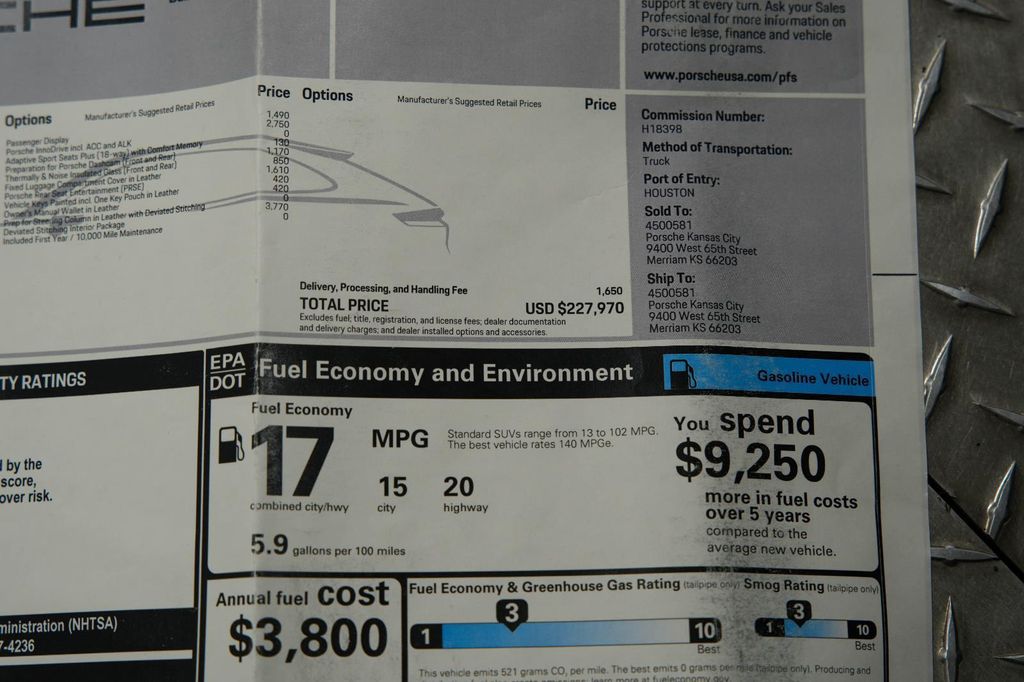 CHE
support at every turn. Ask your Sales
Professional for more information on
Porsche lease, finance and vehicle
protections programs.
www.porscheusa.com/pfs
Options Manufacturer's Suggested Retail Prices Price
Passenger Display 1,490
Porsche InnoDrive incl. ACC and ALK 2,750
Adaptive Sport Seats Plus (18-way) with Comfort Memory 0
Preparation for Porsche Dashcam (Front and Rear) 130
Thermally & Noise Insulated Glass (Front and Rear) 1,170
Fixed Luggage Compartment Cover in Leather 850
Porsche Rear Seat Entertainment (PRSE) 1,610
Vehicle Keys Painted incl. One Key Pouch in Leather 420
Owner's Manual Wallet in Leather 420
Prep for Steering Column in Leather with Deviated Stitching 0
Deviated Stitching Interior Package 3,770
Included First Year / 10,000 Mile Maintenance 0
Options Manufacturer's Suggested Retail Prices Price
Delivery, Processing, and Handling Fee 1,650
TOTAL PRICE USD $227,970
Excludes fuel; title, registration, and license fees; dealer documentation
and delivery charges; and dealer installed options and accessories.
Commission Number:
H18398
Method of Transportation:
Truck
Port of Entry:
HOUSTON
Sold To:
4500581
Porsche Kansas City
9400 West 65th Street
Merriam KS 66203
Ship To:
4500581
Porsche Kansas City
9400 West 65th Street
Merriam KS 66203
TY RATINGS
by the
score,
over risk.
ministration (NHTSA)
7-4236
EPA
DOT
Fuel Economy and Environment
Gasoline Vehicle
Fuel Economy
17 MPG
combined city/hwy
15
city
20
highway
Standard SUVs range from 13 to 102 MPG.
The best vehicle rates 140 MPGe.
5.9 gallons per 100 miles
You spend
$9,250
more in fuel costs
over 5 years
compared to the
average new vehicle.
Annual fuel cost
$3,800
Fuel Economy & Greenhouse Gas Rating (tailpipe only)
3
1 10
Best
Smog Rating (tailpipe only)
3
1 10
Best
This vehicle emits 521 grams CO₂ per mile. The best emits 0 grams per mile (tailpipe only). Producing and
learn more at fueleconomy.gov.